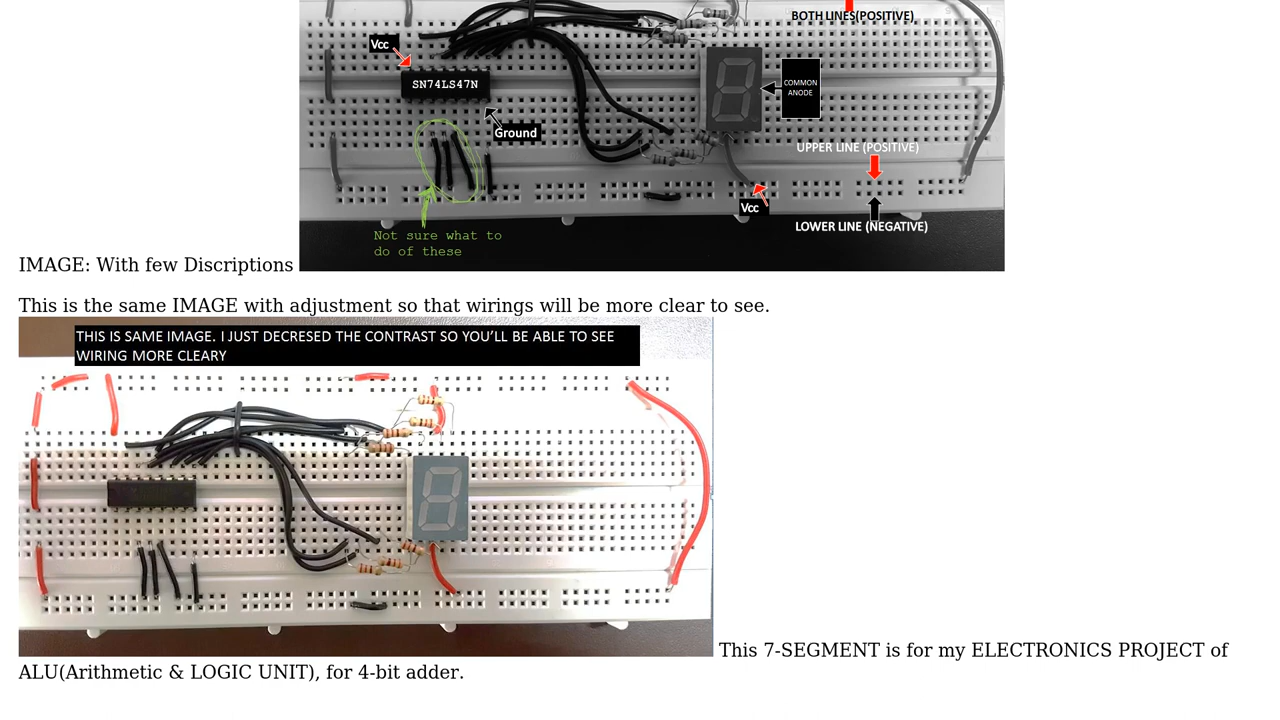 BOTH LINES(POSITIVE)
Vcc
SN74LS47N
COMMON
ANODE
Ground
UPPER LINE (POSITIVE)
Vcc
LOWER LINE (NEGATIVE)
Not sure what to
do of these
IMAGE: With few Discriptions
This is the same IMAGE with adjustment so that wirings will be more clear to see.
THIS IS SAME IMAGE. I JUST DECRESED THE CONTRAST SO YOU'LL BE ABLE TO SEE
WIRING MORE CLEARY
This 7-SEGMENT is for my ELECTRONICS PROJECT of
ALU(Arithmetic & LOGIC UNIT), for 4-bit adder.